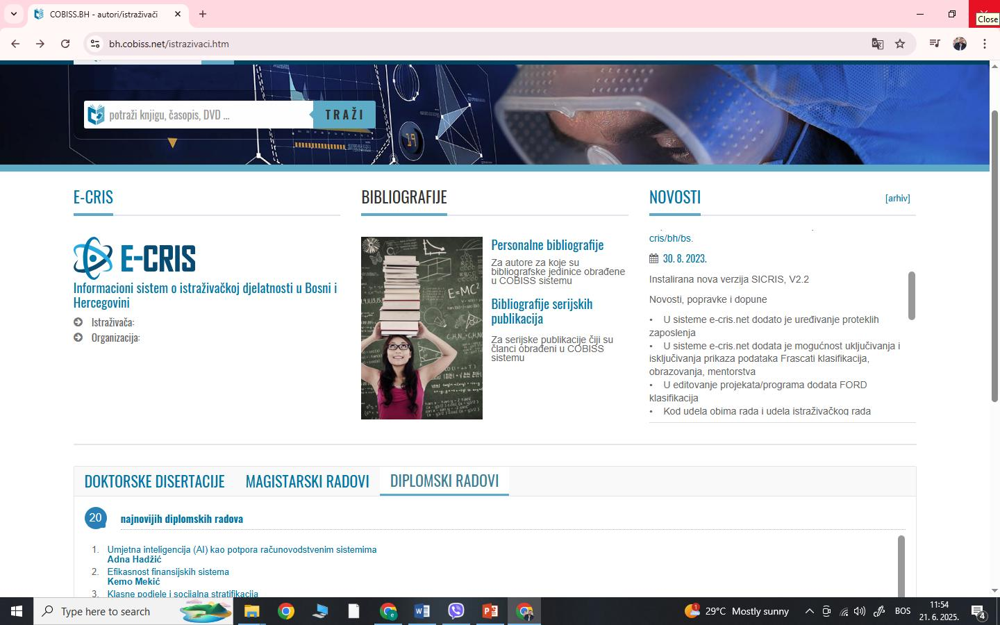 COBISS.BH - autori/istraživači
Close
bh.cobiss.net/istrazivaci.htm
potraži knjigu, časopis, DVD ...
TRAŽI
19
E-CRIS
E-CRIS
Informacioni sistem o istraživačkoj djelatnosti u Bosni i
Hercegovini
Istraživača:
Organizacija:
BIBLIOGRAFIJE
E=MC²
Personalne bibliografije
Za autore za koje su
bibliografske jedinice obrađene
u COBISS sistemu
Bibliografije serijskih
publikacija
Za serijske publikacije čiji su
članci obrađeni u COBISS
sistemu
NOVOSTI
[arhiv]
cris/bh/bs.
30. 8. 2023.
Instalirana nova verzija SICRIS, V2.2
Novosti, popravke i dopune
• U sisteme e-cris.net dodato je uređivanje proteklih
zaposlenja
• U sisteme e-cris.net dodata je mogućnost uključivanja i
isključivanja prikaza podataka Frascati klasifikacija,
obrazovanja, mentorstva
• U editovanje projekata/programa dodata FORD
klasifikacija
• Kod udela obima rada i udela istraživačkog rada
DOKTORSKE DISERTACIJE MAGISTARSKI RADOVI DIPLOMSKI RADOVI
20 najnovijih diplomskih radova
1. Umjetna inteligencija (AI) kao potpora računovodstvenim sistemima
Adna Hadžić
2. Efikasnost finansijskih sistema
Kemo Mekić
3. Klasne podjele i socijalna stratifikacija
Type here to search
1
29°C Mostly sunny
BOS
11:54
21. 6. 2025.
4